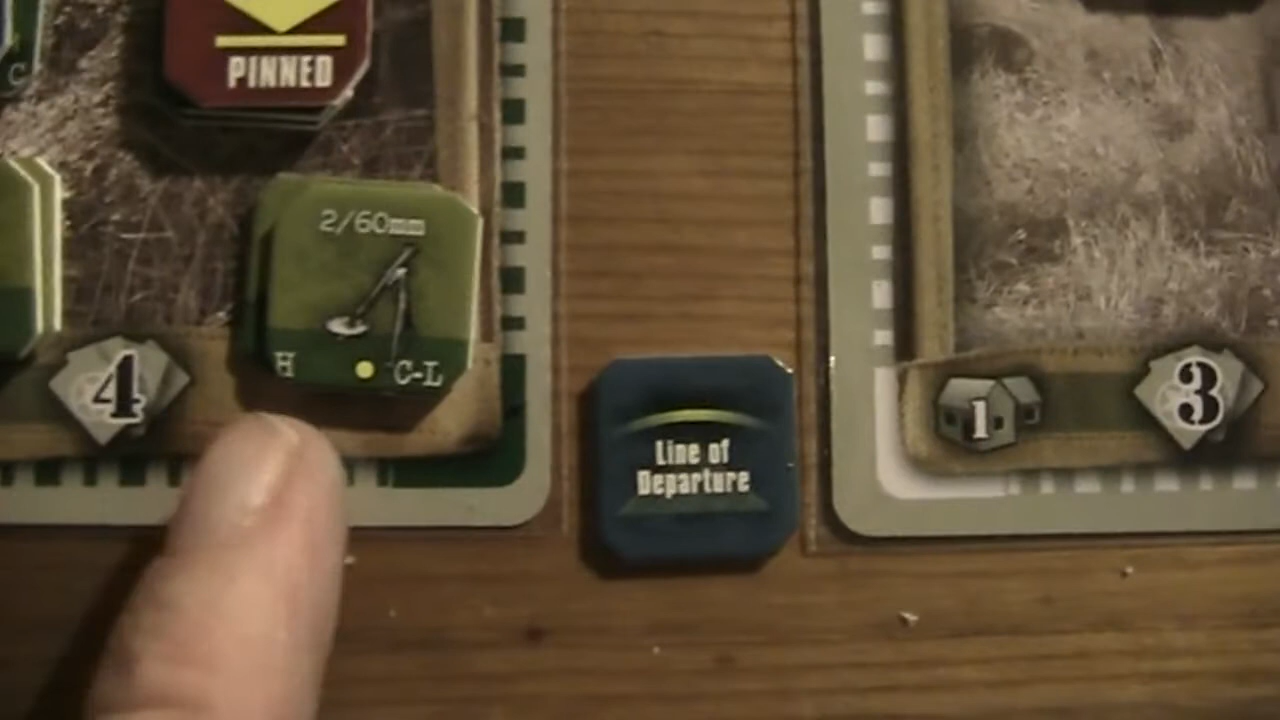 C
PINNED
2/60mm
H C-L
4
Line of
Departure
1
3